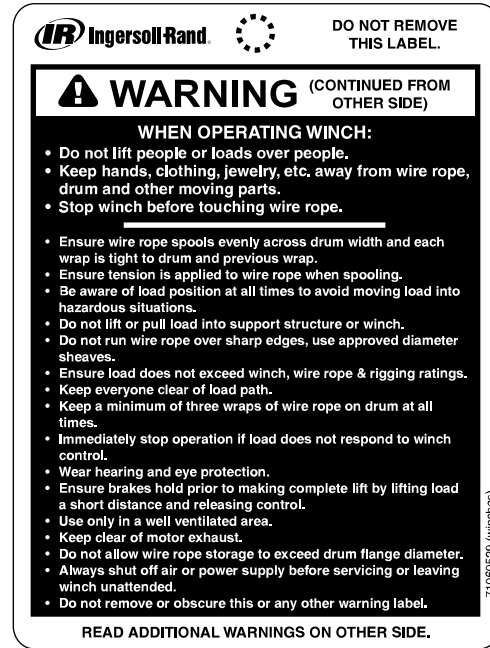 IR Ingersoll-Rand®
DO NOT REMOVE
THIS LABEL.
WARNING (CONTINUED FROM
OTHER SIDE)
WHEN OPERATING WINCH:
• Do not lift people or loads over people.
• Keep hands, clothing, jewelry, etc. away from wire rope,
drum and other moving parts.
• Stop winch before touching wire rope.
• Ensure wire rope spools evenly across drum width and each
wrap is tight to drum and previous wrap.
• Ensure tension is applied to wire rope when spooling.
• Be aware of load position at all times to avoid moving load into
hazardous situations.
• Do not lift or pull load into support structure or winch.
• Do not run wire rope over sharp edges, use approved diameter
sheaves.
• Ensure load does not exceed winch, wire rope & rigging ratings.
• Keep everyone clear of load path.
• Keep a minimum of three wraps of wire rope on drum at all
times.
• Immediately stop operation if load does not respond to winch
control.
• Wear hearing and eye protection.
• Ensure brakes hold prior to making complete lift by lifting load
a short distance and releasing control.
• Use only in a well ventilated area.
• Keep clear of motor exhaust.
• Do not allow wire rope storage to exceed drum flange diameter.
• Always shut off air or power supply before servicing or leaving
winch unattended.
• Do not remove or obscure this or any other warning label.
READ ADDITIONAL WARNINGS ON OTHER SIDE.